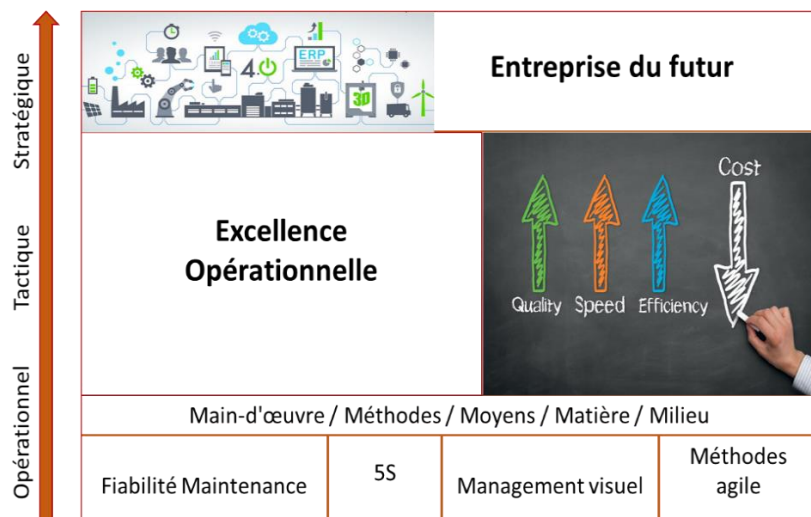 Stratégique
Tactique
Opérationnel
ERP
4.0
3D
Entreprise du futur
Excellence
Opérationnelle
Cost
Quality
Speed
Efficiency
Main-d'œuvre / Méthodes / Moyens / Matière / Milieu
Fiabilité Maintenance
5S
Management visuel
Méthodes
agile